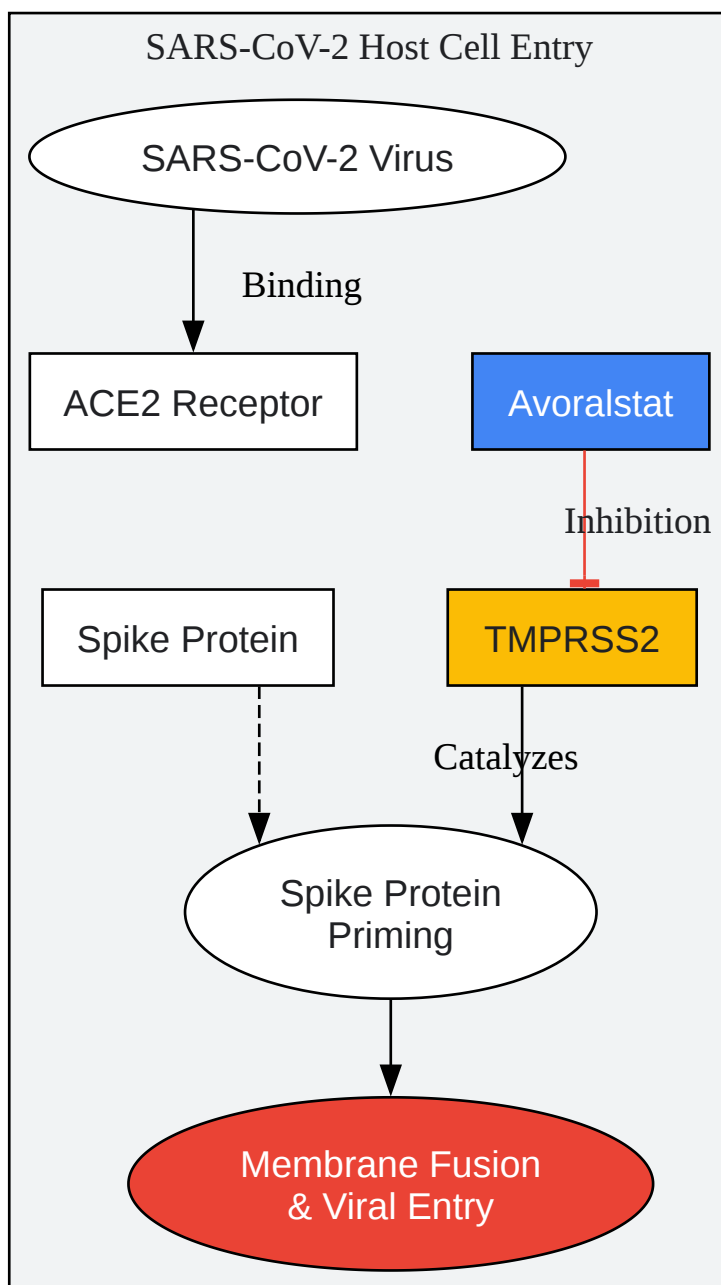 SARS-CoV-2 Host Cell Entry
SARS-CoV-2 Virus
Binding
ACE2 Receptor
Avoralstat
Inhibition
Spike Protein
TMPRSS2
Catalyzes
Spike Protein
Priming
Membrane Fusion
& Viral Entry